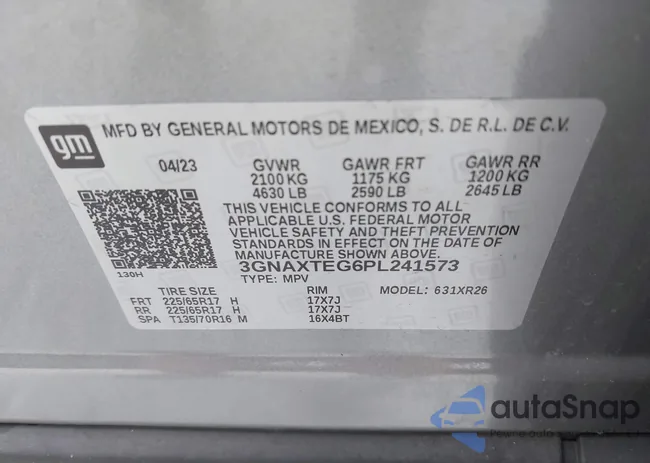 gm
MFD BY GENERAL MOTORS DE MEXICO, S. DE R.L. DE C.V.
04/23 GVWR GAWR FRT GAWR RR
2100 KG 1175 KG 1200 KG
4630 LB 2590 LB 2645 LB
THIS VEHICLE CONFORMS TO ALL
APPLICABLE U.S. FEDERAL MOTOR
VEHICLE SAFETY AND THEFT PREVENTION
STANDARDS IN EFFECT ON THE DATE OF
MANUFACTURE SHOWN ABOVE.
3GNAXTEG6PL241573
130H TYPE: MPV MODEL: 631XR26
TIRE SIZE RIM
FRT 225/65R17 H 17X7J
RR 225/65R17 H 17X7J
SPA T135/70R16 M 16X4BT
autaSnap